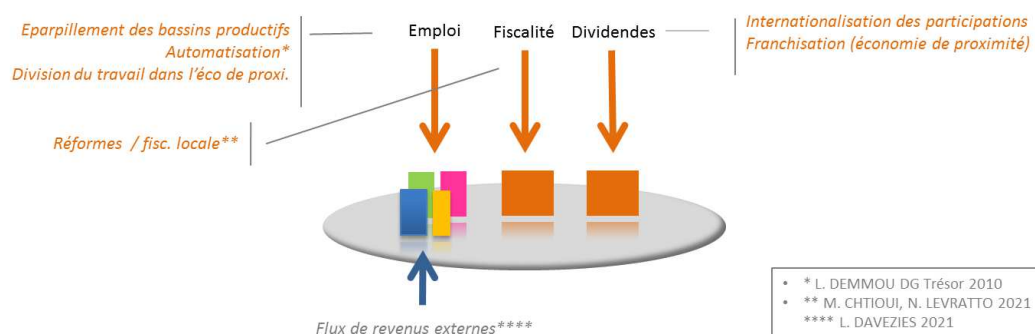 Eparpillement des bassins productifs
Automatisation*
Division du travail dans l'éco de proxi.
Emploi
Fiscalité
Dividendes
Internationalisation des participations
Franchisation (économie de proximité)
Réformes / fisc. locale**
Flux de revenus externes****
• * L. DEMMOU DG Trésor 2010
• ** M. CHTIOUI, N. LEVRATTO 2021
**** L. DAVEZIES 2021